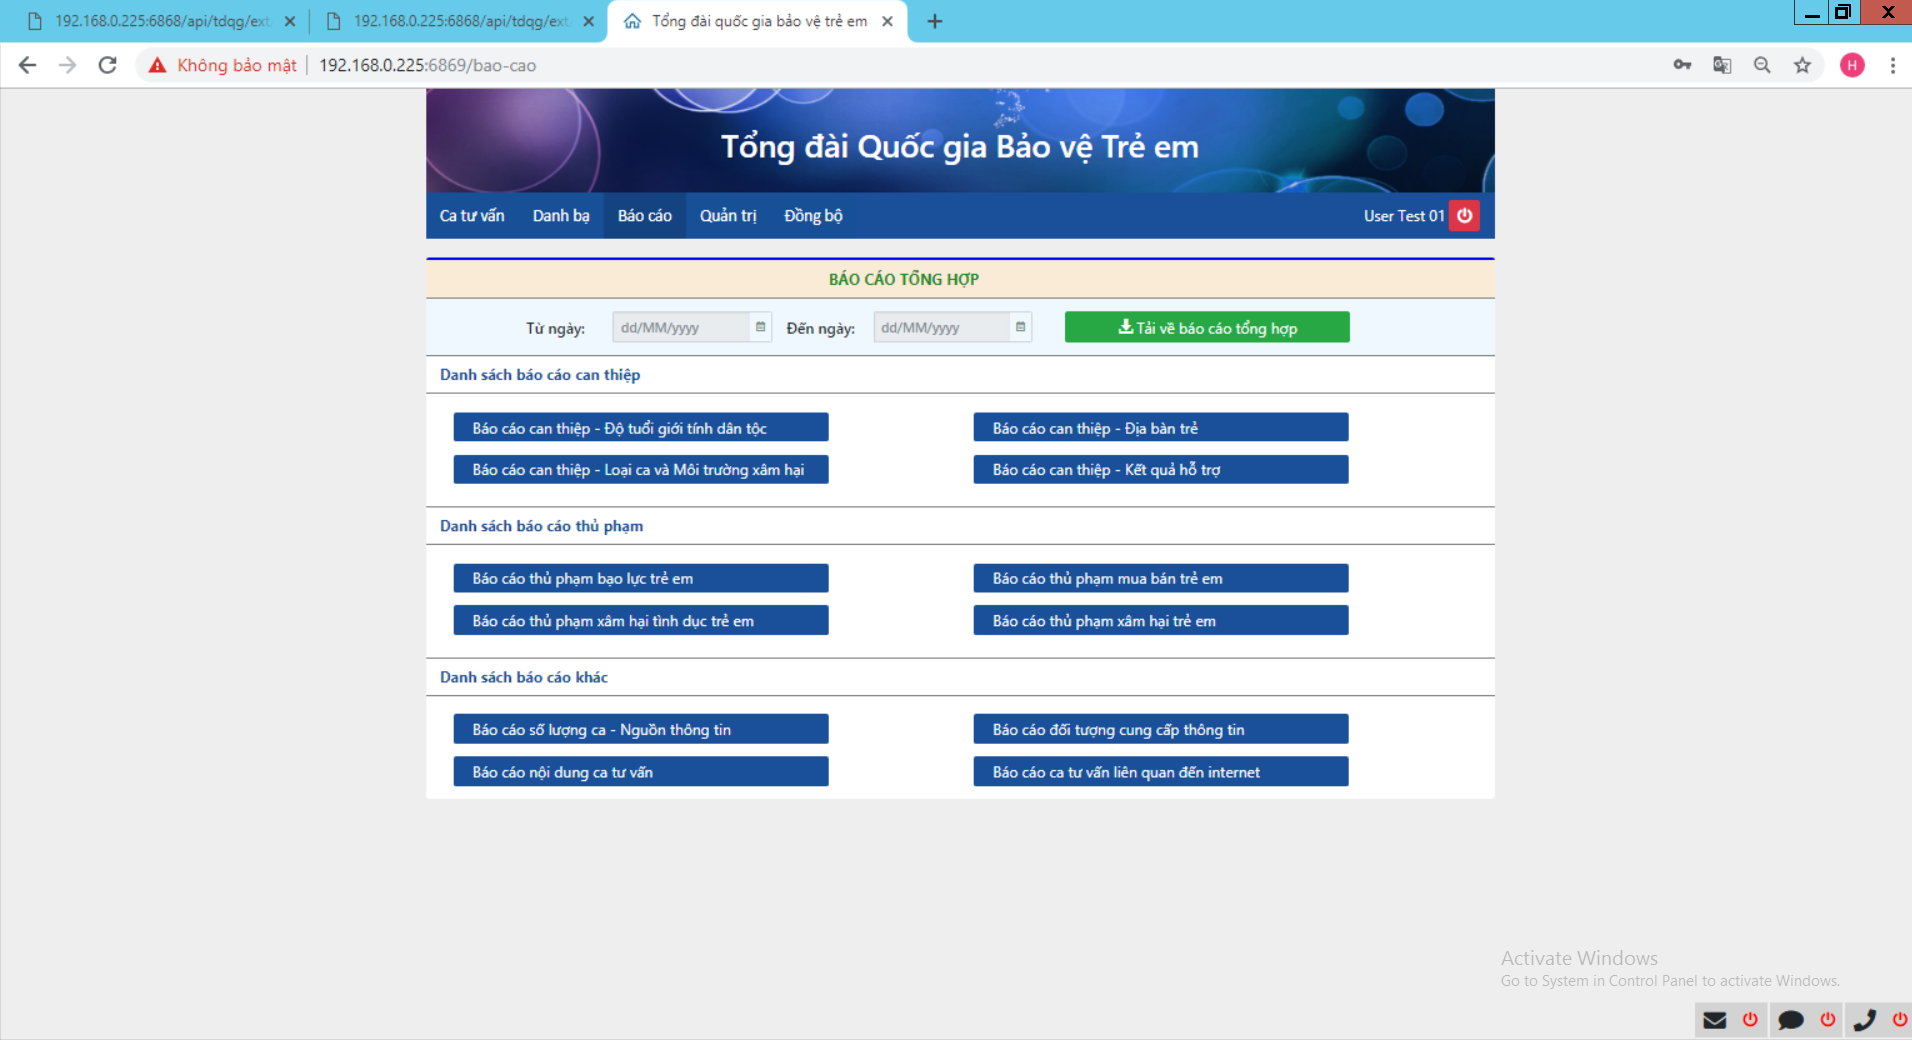 192.168.0.225:6868/api/tdqg/ext
192.168.0.225:6868/api/tdqg/ext
Tổng đài quốc gia bảo vệ trẻ em
Không bảo mật
192.168.0.225:6869/bao-cao
H
Tổng đài Quốc gia Bảo vệ Trẻ em
Ca tư vấn Danh bạ Báo cáo Quản trị Đồng bộ User Test 01
BÁO CÁO TỔNG HỢP
Từ ngày: dd/MM/yyyy Đến ngày: dd/MM/yyyy Tải về báo cáo tổng hợp
Danh sách báo cáo can thiệp
Báo cáo can thiệp - Độ tuổi giới tính dân tộc
Báo cáo can thiệp - Địa bàn trẻ
Báo cáo can thiệp - Loại ca và Môi trường xâm hại
Báo cáo can thiệp - Kết quả hỗ trợ
Danh sách báo cáo thủ phạm
Báo cáo thủ phạm bạo lực trẻ em
Báo cáo thủ phạm mua bán trẻ em
Báo cáo thủ phạm xâm hại tình dục trẻ em
Báo cáo thủ phạm xâm hại trẻ em
Danh sách báo cáo khác
Báo cáo số lượng ca - Nguồn thông tin
Báo cáo đối tượng cung cấp thông tin
Báo cáo nội dung ca tư vấn
Báo cáo ca tư vấn liên quan đến internet
Activate Windows
Go to System in Control Panel to activate Windows.